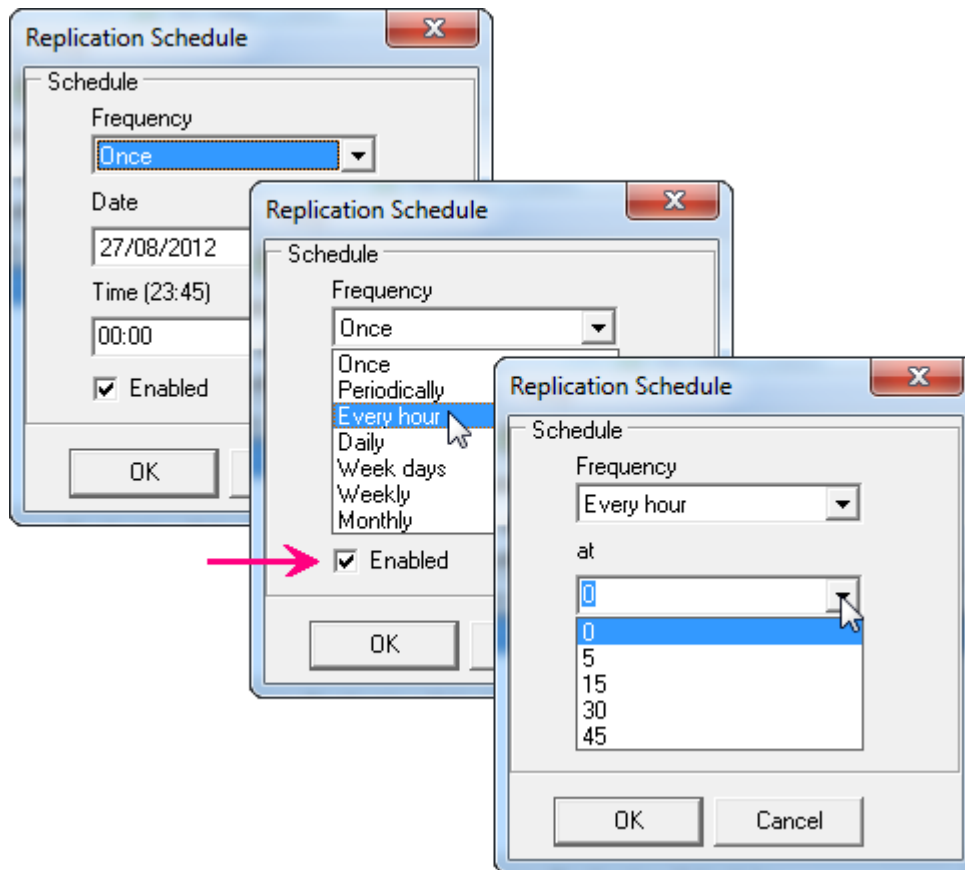 Replication Schedule
Schedule
Frequency
Once
Date
27/08/2012
Time (23:45)
00:00
Enabled
OK
Replication Schedule
Schedule
Frequency
Once
Once
Periodically
Every hour
Daily
Week days
Weekly
Monthly
Enabled
OK
Replication Schedule
Schedule
Frequency
Every hour
at
0
0
5
15
30
45
OK Cancel